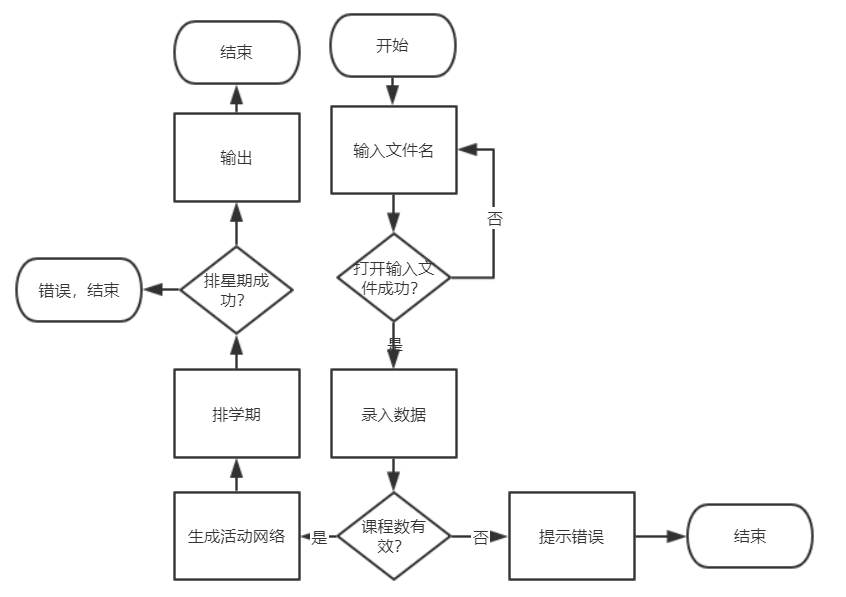 结束
开始
输出
输入文件名
否
排星期成
功？
错误，结束
打开输入文
件成功？
是
排学期
录入数据
生成活动网络
是
课程数有
效？
否
提示错误
结束